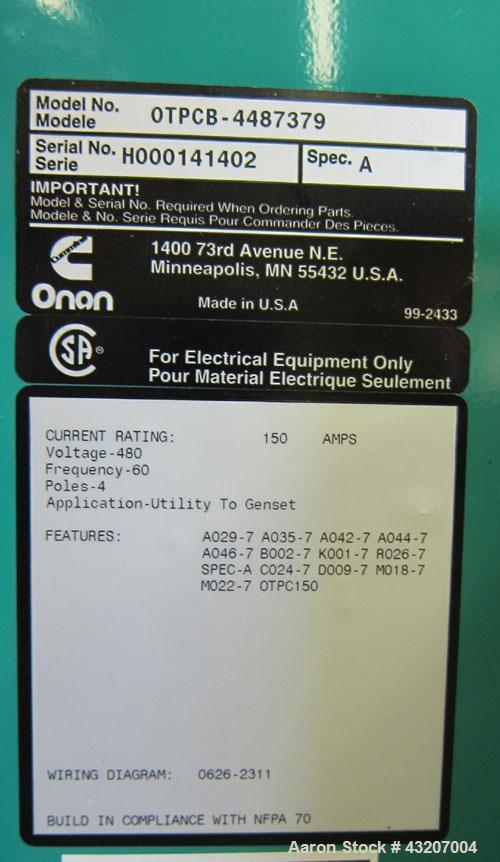 Model No. OTPCB-4487379
Modele
Serial No. H000141402 Spec. A
Serie
IMPORTANT!
Model & Serial No. Required When Ordering Parts.
Modele & No. Serie Requis Pour Commander Des Pieces.
Cummins
1400 73rd Avenue N.E.
Minneapolis, MN 55432 U.S.A.
Onan
Made in U.S.A
99-2433
SA ®
For Electrical Equipment Only
Pour Material Electrique Seulement
CURRENT RATING: 150 AMPS
Voltage-480
Frequency-60
Poles-4
Application-Utility To Genset
FEATURES: A029-7 A035-7 A042-7 A044-7
A046-7 B002-7 K001-7 R026-7
SPEC-A C024-7 D009-7 M018-7
M022-7 OTPC150
WIRING DIAGRAM: 0626-2311
BUILD IN COMPLIANCE WITH NFPA 70
Aaron Stock # 43207004